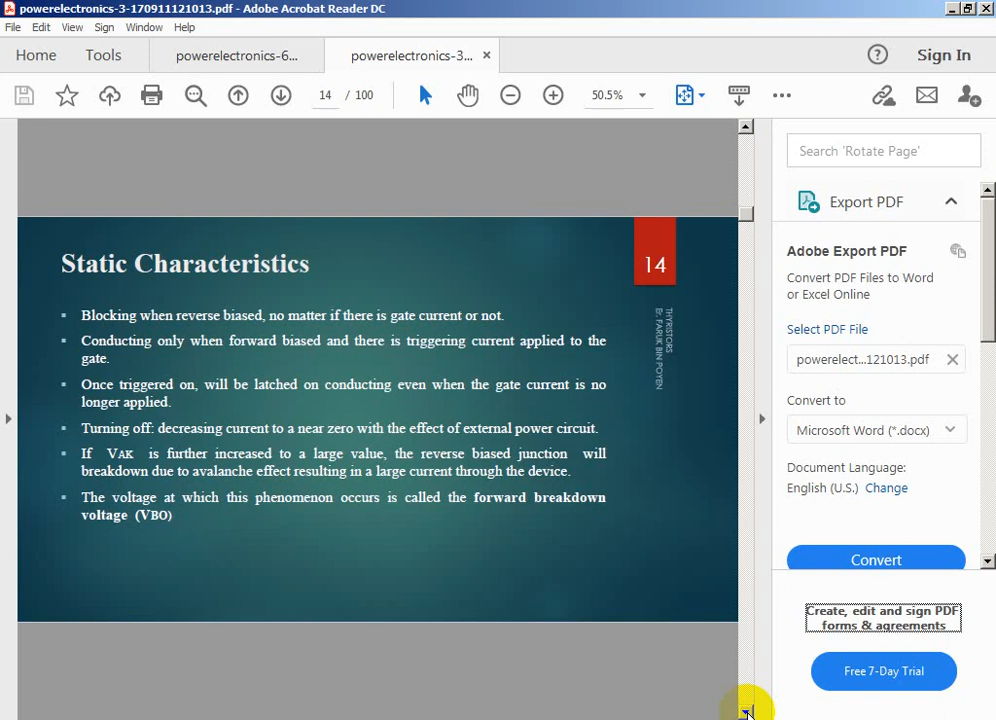 powerelectronics-3-170911121013.pdf - Adobe Acrobat Reader DC
File Edit View Sign Window Help
Home Tools powerelectronics-6... powerelectronics-3... ×
? Sign In
14 / 100 50.5%
Search 'Rotate Page'
Export PDF
Adobe Export PDF
Convert PDF Files to Word
or Excel Online
Select PDF File
powerelect...121013.pdf
Convert to
Microsoft Word (*.docx)
Document Language:
English (U.S.) Change
Convert
Create, edit and sign PDF
forms & agreements
Free 7-Day Trial
Static Characteristics
14
THYRISTORS
Er. FARUK BIN POYEN
▪ Blocking when reverse biased, no matter if there is gate current or not.
▪ Conducting only when forward biased and there is triggering current applied to the
gate.
▪ Once triggered on, will be latched on conducting even when the gate current is no
longer applied.
▪ Turning off: decreasing current to a near zero with the effect of external power circuit.
▪ If VAK is further increased to a large value, the reverse biased junction will
breakdown due to avalanche effect resulting in a large current through the device.
▪ The voltage at which this phenomenon occurs is called the forward breakdown
voltage (VBO)